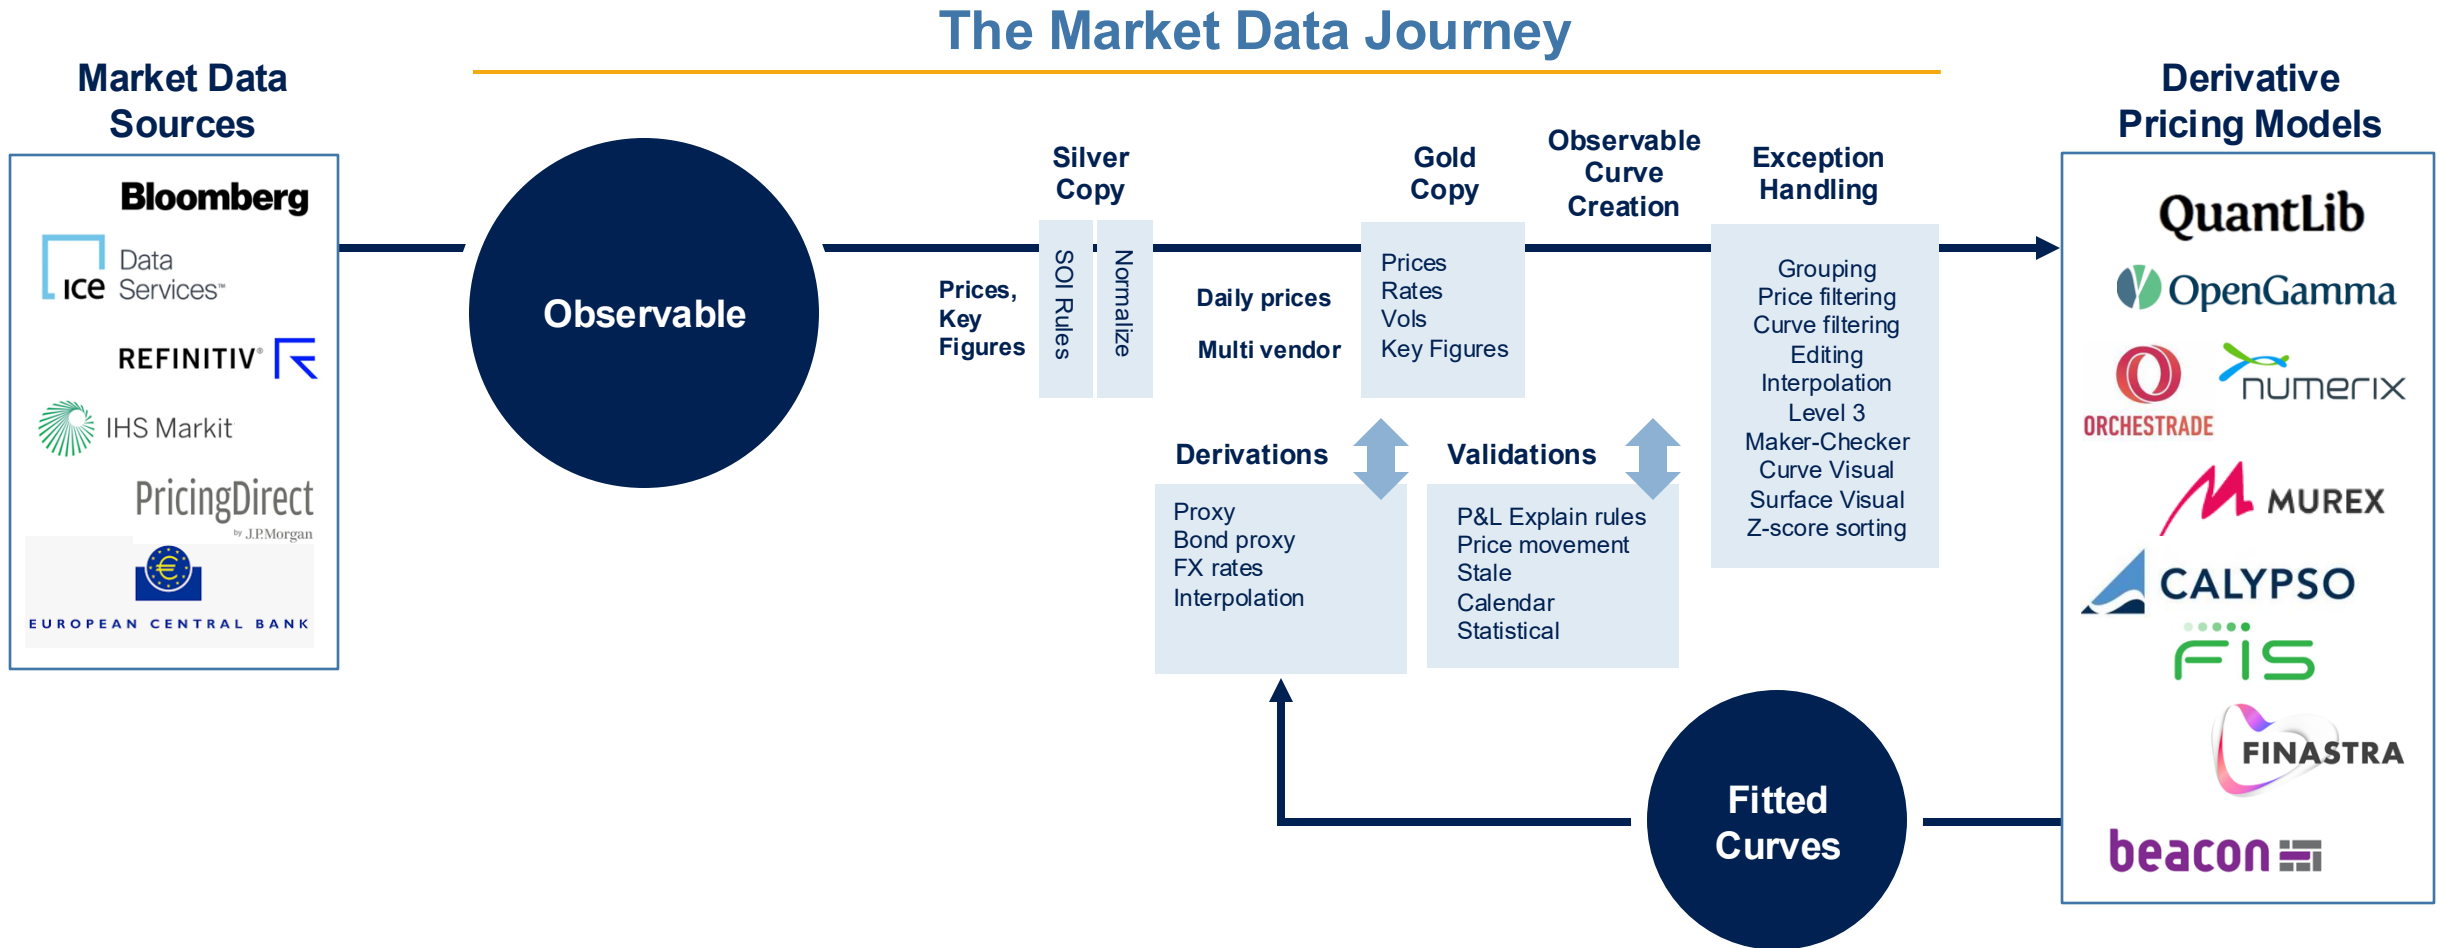 The Market Data Journey
Market Data
Sources
Bloomberg
ice Data
Services™
REFINITIV®
IHS Markit
PricingDirect
by J.P.Morgan
EUROPEAN CENTRAL BANK
Observable
Prices,
Key
Figures
Silver
Copy
SOI Rules
Normalize
Daily prices
Multi vendor
Gold
Copy
Prices
Rates
Vols
Key Figures
Derivations
Proxy
Bond proxy
FX rates
Interpolation
Validations
P&L Explain rules
Price movement
Stale
Calendar
Statistical
Observable
Curve
Creation
Exception
Handling
Grouping
Price filtering
Curve filtering
Editing
Interpolation
Level 3
Maker-Checker
Curve Visual
Surface Visual
Z-score sorting
Fitted
Curves
Derivative
Pricing Models
QuantLib
OpenGamma
ORCHESTRADE
numerix
MUREX
CALYPSO
FIS
FINASTRA
beacon